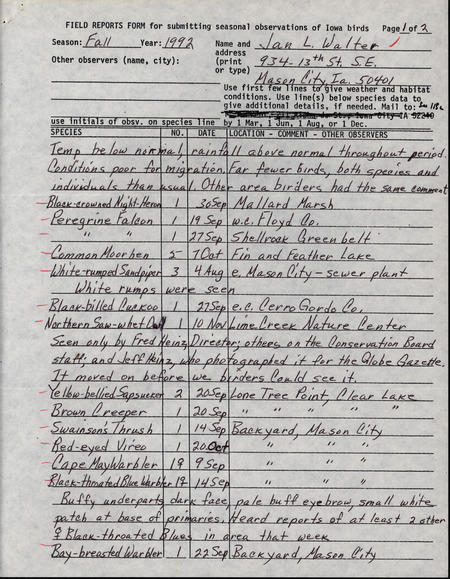 FIELD REPORTS FORM for submitting seasonal observations of Iowa birds Page 1 of 2
Season: Fall Year: 1992 Name and Jan L. Walter
address 934-13th St. S.E.
Other observers (name, city): (print
or type) Mason City, Ia. 50401
Use first few lines to give weather and habitat
conditions. Use line(s) below species data to
give additional details, if needed. Mail to:
Iowa City IA 52240
use initials of obsv. on species line by 1 Mar, 1 Jun, 1 Aug, or 1 Dec.
SPECIES NO. DATE LOCATION - COMMENT - OTHER OBSERVERS
Temp below normal, rainfall above normal throughout period.
Conditions poor for migration. Far fewer birds, both species and
individuals than usual. Other area birders had the same comment
Black-crowned Night-Heron 1 30 Sep Mallard Marsh
Peregrine Falcon 1 19 Sep w.c. Floyd Co.
" " 1 27 Sep Shellrock Greenbelt
Common Moorhen 5 7 Oct Fin and Feather Lake
White-rumped Sandpiper 3 4 Aug e. Mason City - sewer plant
White rumps were seen
Black-billed Cuckoo 1 27 Sep e.c. Cerro Gordo Co.
Northern Saw-whet Owl 1 10 Nov Lime Creek Nature Center
Seen only by Fred Heinz, Director; others on the Conservation Board
staff; and Jeff Heinz, who photographed it for the Globe Gazette.
It moved on before we birders could see it.
Yellow-bellied Sapsucker 2 20 Sep Lone Tree Point, Clear Lake
Brown Creeper 1 20 Sep " " " "
Swainson's Thrush 1 14 Sep Backyard, Mason City
Red-eyed Vireo 1 20 Oct " " "
Cape May Warbler 1♀ 9 Sep " " "
Black-throated Blue Warbler 1♀ 14 Sep " " "
Buffy underparts, dark face, pale buff eyebrow, small white
patch at base of primaries. Heard reports of at least 2 other
♀ Black-throated Blues in area that week
Bay-breasted Warbler 1 22 Sep Backyard, Mason City